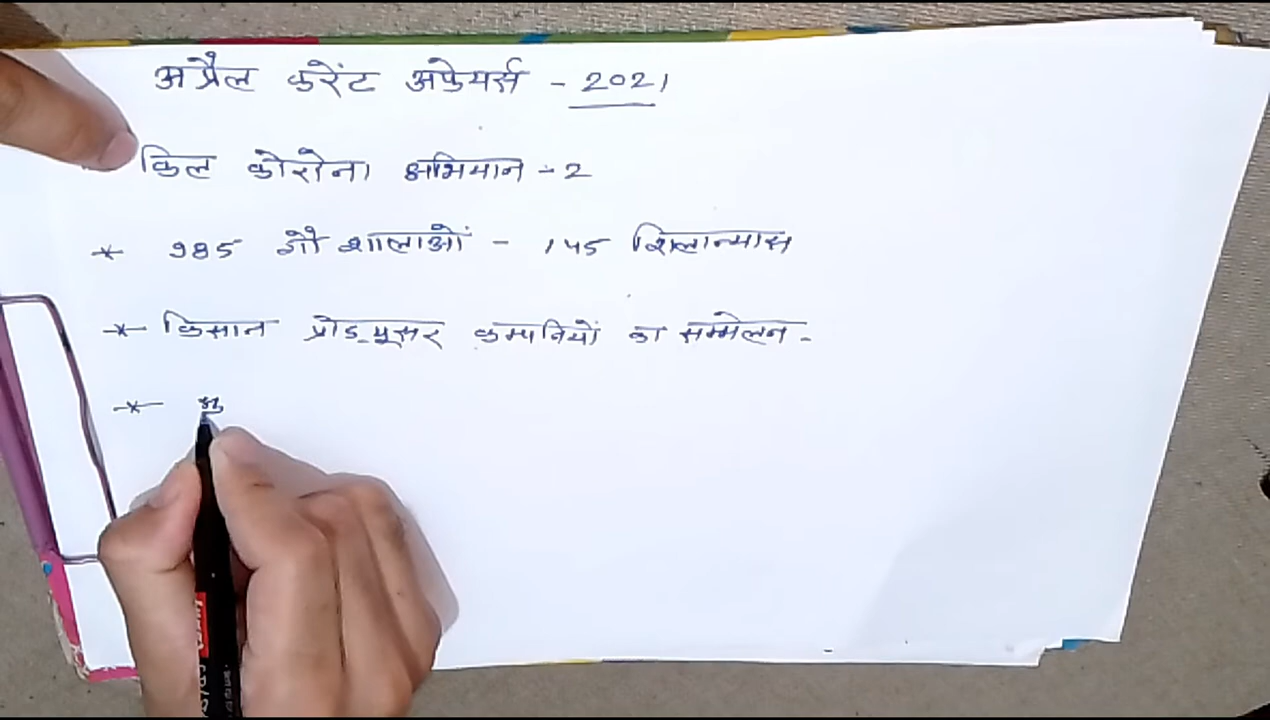 अप्रैल करेंट अफेयर्स - 2021
किल कोरोना अभियान - 2
* 985 गौ शालाओं - 145 शिलान्यास
* किसान प्रोड्यूसर कम्पनियों का सम्मेलन -
*